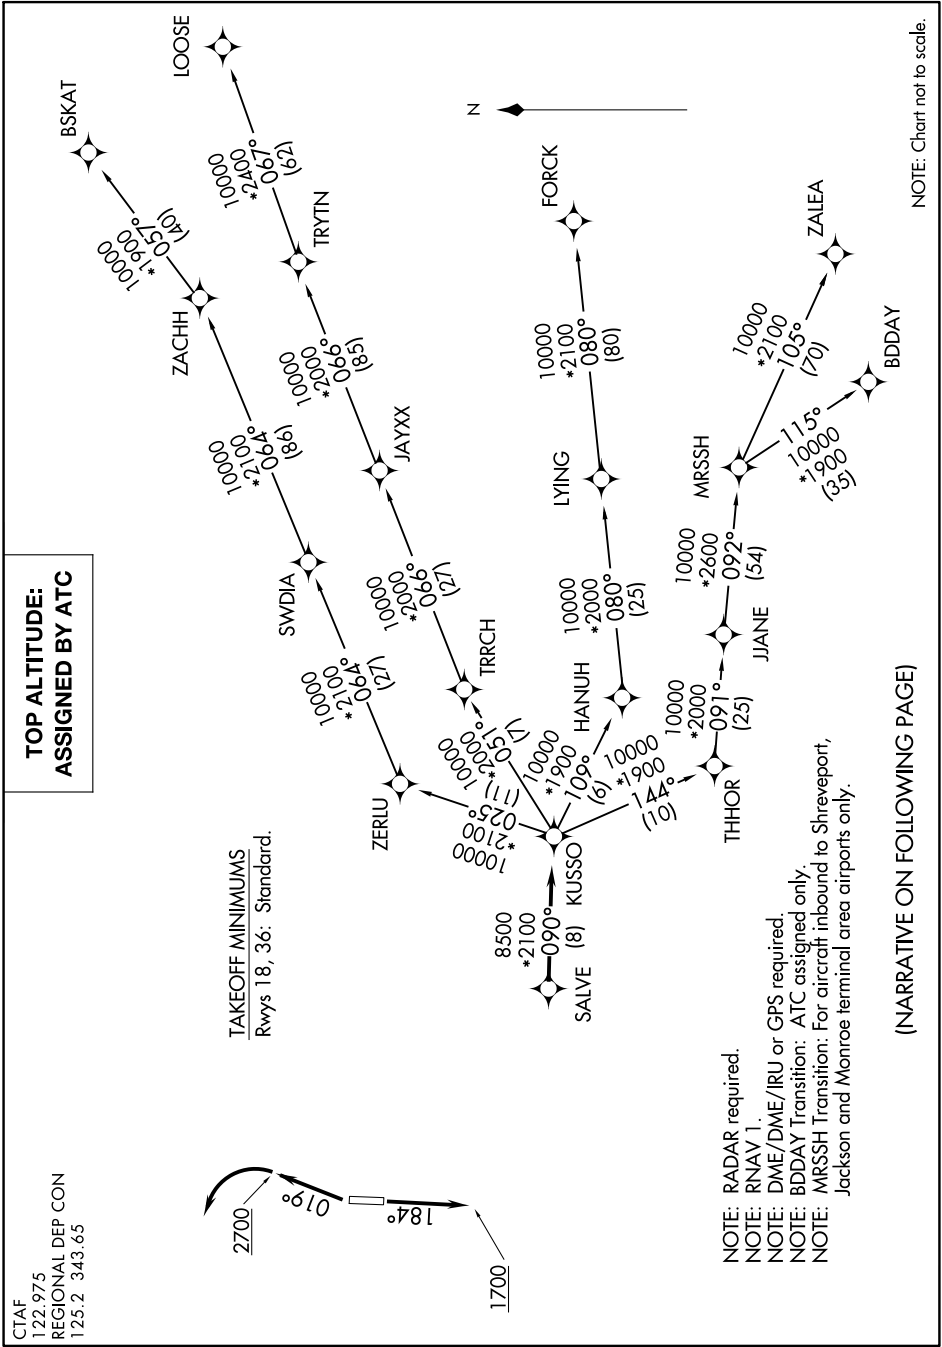 CTAF
122.975
REGIONAL DEP CON
125.2 343.65
TOP ALTITUDE:
ASSIGNED BY ATC
TAKEOFF MINIMUMS
Rwys 18, 36: Standard.
2700
019°
184°
1700
SALVE
8500
*2100
090°
(8)
KUSSO
10000
*2100
025°
(11)
ZERLU
10000
*2100
064°
(27)
SWDIA
10000
*2100
064°
(86)
ZACHH
10000
*1900
057°
(40)
BSKAT
10000
*2000
051°
(7)
TRRCH
10000
*2000
066°
(27)
JAYXX
10000
*2000
066°
(85)
TRYTN
10000
*2400
067°
(62)
LOOSE
N
10000
*1900
109°
(6)
HANUH
10000
*2000
080°
(25)
LYING
10000
*2100
080°
(80)
FORCK
10000
*1900
144°
(10)
THHOR
10000
*2000
091°
(25)
JJANE
10000
*2600
092°
(54)
MRSSH
10000
*2100
105°
(70)
ZALEA
115°
10000
*1900
(35)
BDDAY
NOTE: RADAR required.
NOTE: RNAV 1.
NOTE: DME/DME/IRU or GPS required.
NOTE: BDDAY Transition: ATC assigned only.
NOTE: MRSSH Transition: For aircraft inbound to Shreveport,
Jackson and Monroe terminal area airports only.
(NARRATIVE ON FOLLOWING PAGE)
NOTE: Chart not to scale.